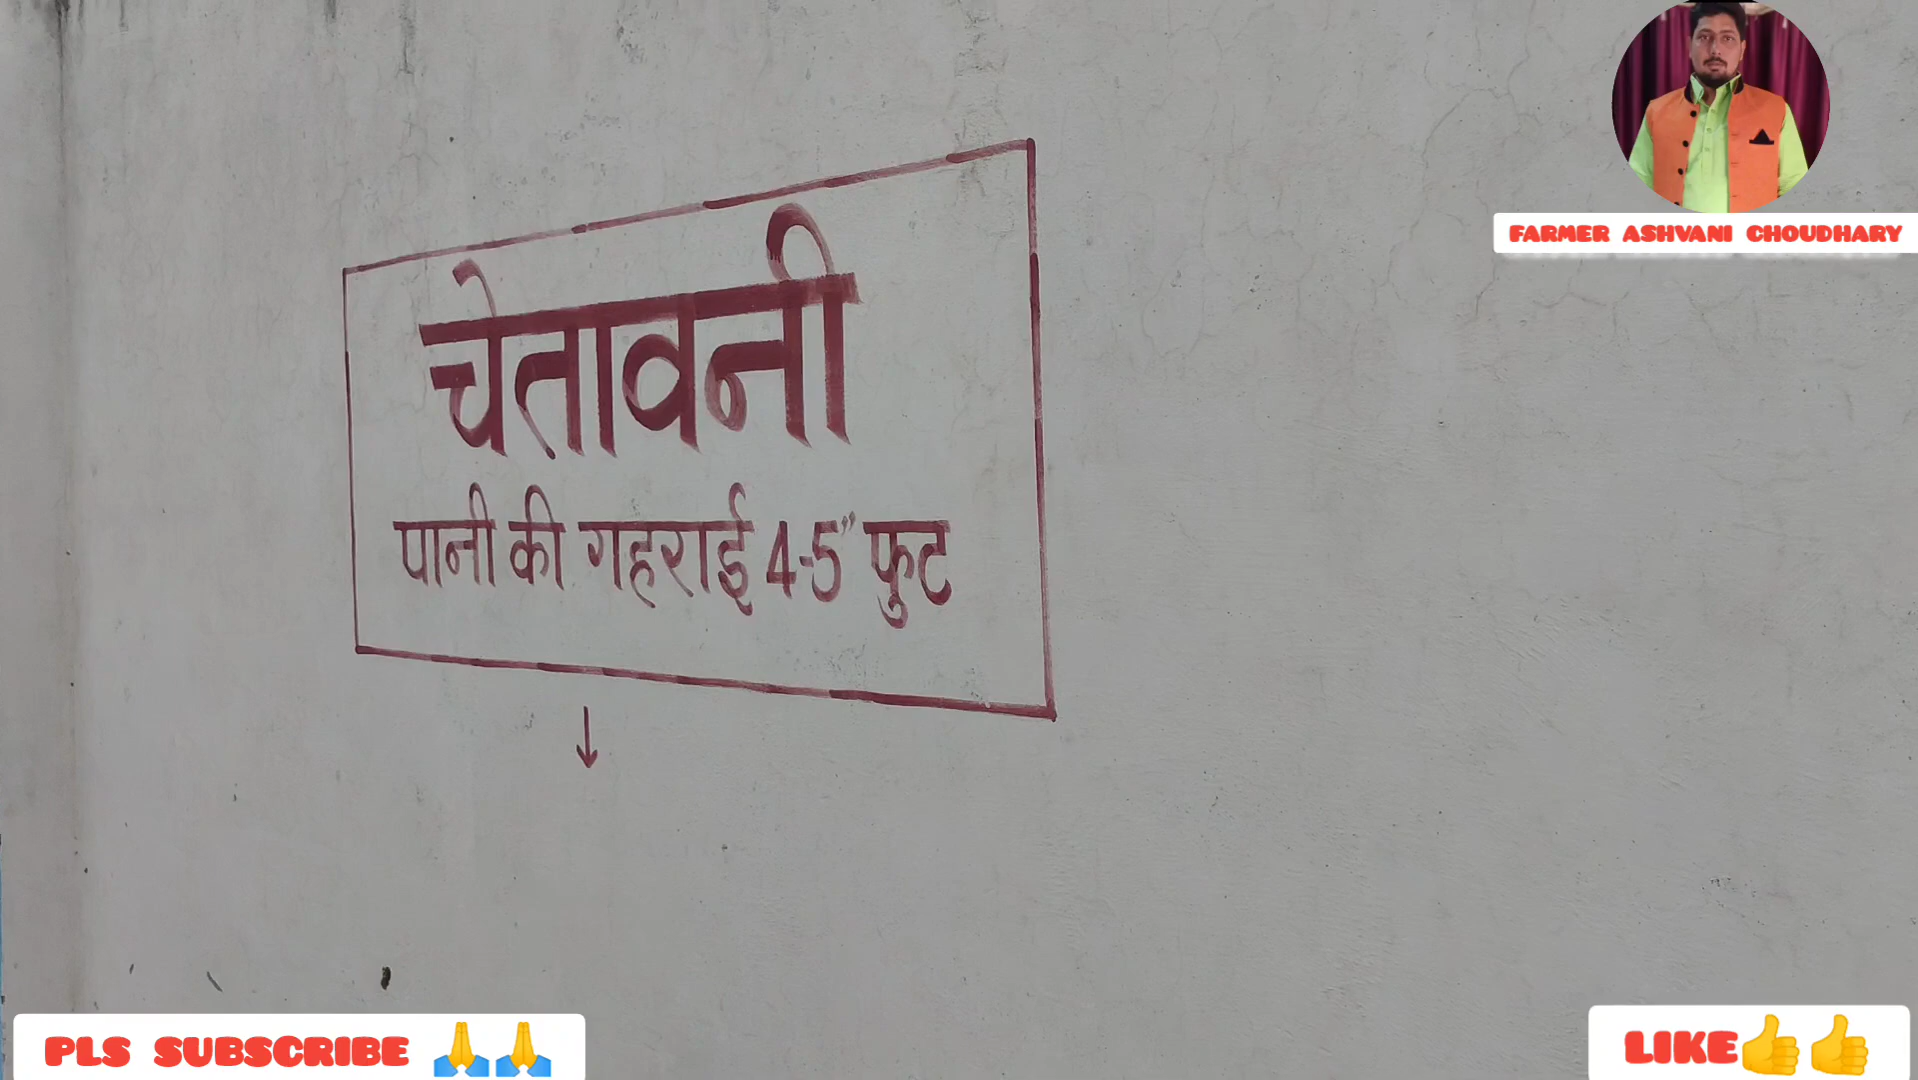 FARMER ASHVANI CHOUDHARY
चेतावनी
पानी की गहराई 4-5" फुट
↓
PLS SUBSCRIBE 🙏🙏
LIKE👍👍